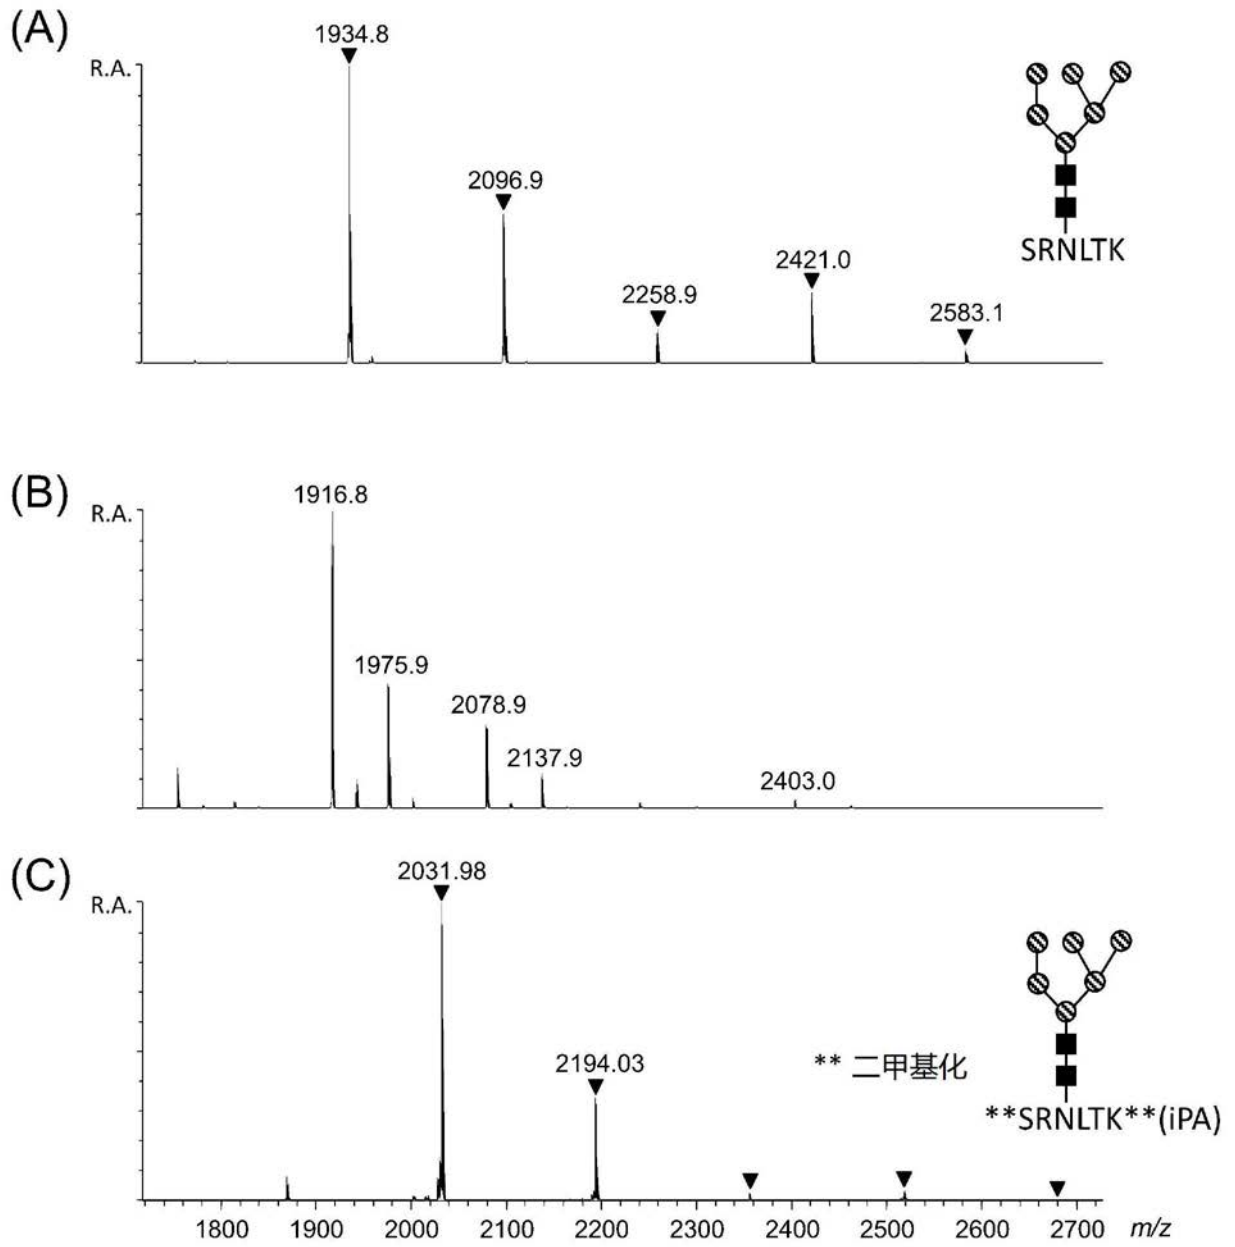 (A)
R.A.
1934.8
2096.9
2258.9
2421.0
2583.1
SRNLTK
(B)
R.A.
1916.8
1975.9
2078.9
2137.9
2403.0
(C)
R.A.
2031.98
2194.03
** 二甲基化
**SRNLTK**(iPA)
1800 1900 2000 2100 2200 2300 2400 2500 2600 2700 m/z